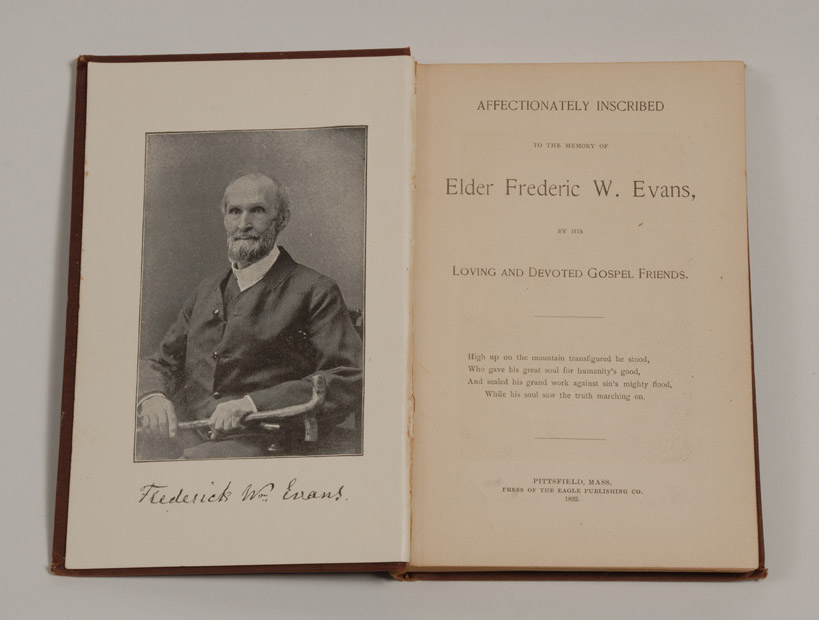 Frederick Wm. Evans.
AFFECTIONATELY INSCRIBED
TO THE MEMORY OF
Elder Frederic W. Evans,
BY HIS
LOVING AND DEVOTED GOSPEL FRIENDS.
High up on the mountain transfigured he stood,
Who gave his great soul for humanity's good,
And sealed his grand work against sin's mighty flood,
While his soul saw the truth marching on.
PITTSFIELD, MASS.
PRESS OF THE EAGLE PUBLISHING CO.
1893.